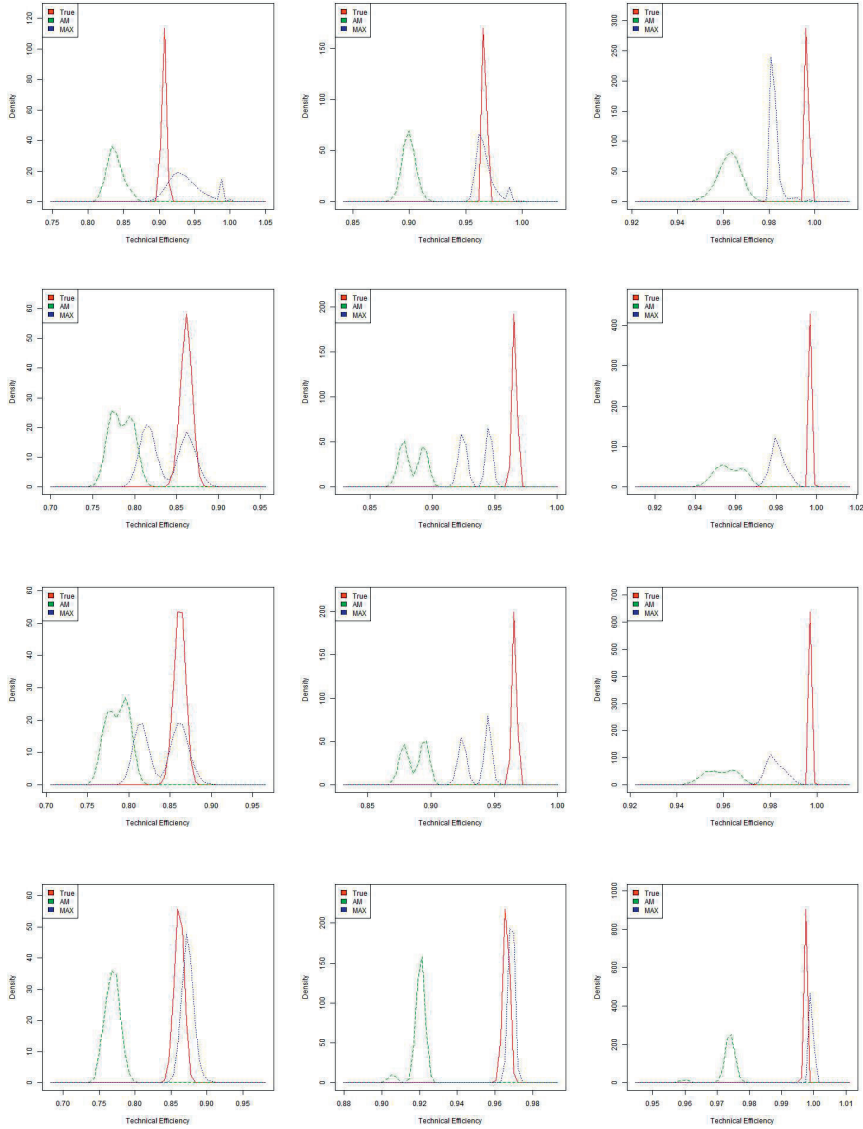 True
AM
MAX
Density
0 20 40 60 80 100 120
0.75 0.80 0.85 0.90 0.95 1.00 1.05
Technical Efficiency
True
AM
MAX
Density
0 50 100 150
0.85 0.90 0.95 1.00
Technical Efficiency
True
AM
MAX
Density
0 50 100 150 200 250 300
0.92 0.94 0.96 0.98 1.00
Technical Efficiency
True
AM
MAX
Density
0 10 20 30 40 50 60
0.70 0.75 0.80 0.85 0.90 0.95
Technical Efficiency
True
AM
MAX
Density
0 50 100 150 200
0.85 0.90 0.95 1.00
Technical Efficiency
True
AM
MAX
Density
0 100 200 300 400
0.92 0.94 0.96 0.98 1.00 1.02
Technical Efficiency
True
AM
MAX
Density
0 10 20 30 40 50 60
0.70 0.75 0.80 0.85 0.90 0.95
Technical Efficiency
True
AM
MAX
Density
0 50 100 150 200
0.85 0.90 0.95 1.00
Technical Efficiency
True
AM
MAX
Density
0 100 200 300 400 500 600 700
0.92 0.94 0.96 0.98 1.00
Technical Efficiency
True
AM
MAX
Density
0 10 20 30 40 50 60
0.70 0.75 0.80 0.85 0.90 0.95
Technical Efficiency
True
AM
MAX
Density
0 50 100 150 200
0.88 0.90 0.92 0.94 0.96 0.98
Technical Efficiency
True
AM
MAX
Density
0 200 400 600 800 1000
0.95 0.96 0.97 0.98 0.99 1.00 1.01
Technical Efficiency